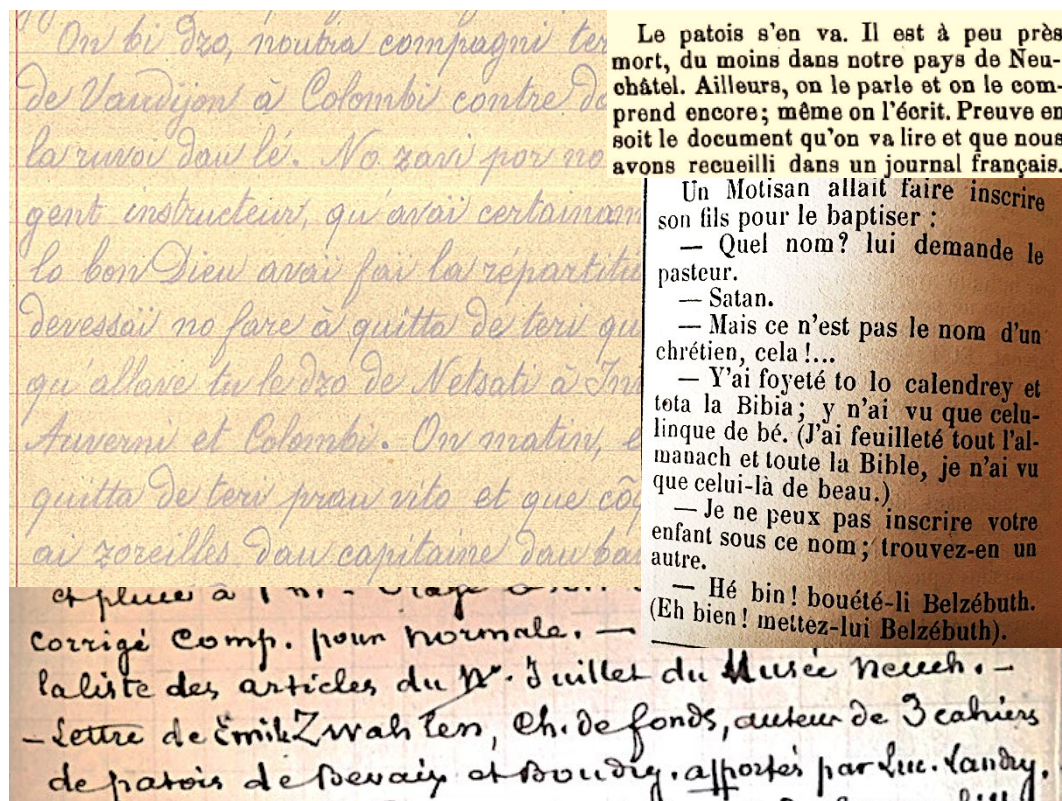 On bi dzo, noutra compagni ter
de Vaudijon à Colombi contre do
la ruvoi dau lé. No zavi por no
gent instructeur, qu'avai certainam
lo bon Dieu avai fai la répartiti
devessai no fare à quitta de teri qu
qu'allave tu le dzo de Netsati à In
Auverni et Colombi. On matin, e
quitta de teri prau vito et que cô
ai zoreilles dau capitaine dau ba
Le patois s'en va. Il est à peu près
mort, du moins dans notre pays de Neu-
châtel. Ailleurs, on le parle et on le com-
prend encore; même on l'écrit. Preuve en
soit le document qu'on va lire et que nous
avons recueilli dans un journal français.
Un Motisan allait faire inscrire
son fils pour le baptiser :
— Quel nom? lui demande le
pasteur.
— Satan.
— Mais ce n'est pas le nom d'un
chrétien, cela !...
— Y'ai foyeté to lo calendrey et
tota la Bibia; y n'ai vu que celu-
linque de bé. (J'ai feuilleté tout l'al-
manach et toute la Bible, je n'ai vu
que celui-là de beau.)
— Je ne peux pas inscrire votre
enfant sous ce nom; trouvez-en un
autre.
— Hé bin! bouété-li Belzébuth.
(Eh bien! mettez-lui Belzébuth).
corrigé Comp. pour normale. —
la liste des articles du Nº. Juillet du Musée neuch. —
- Lettre de Emile Zwahlen, Ch. de fonds, auteur de 3 cahiers
de patois de Bevaix et Boudry. apportés par Luc. Landry.